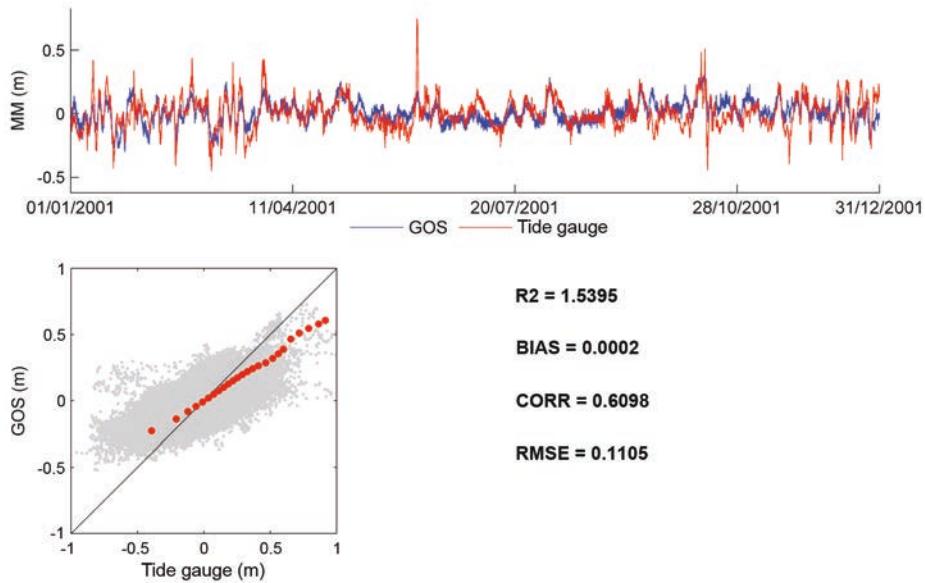 MM (m)
0.5
0
-0.5
01/01/2001 11/04/2001 20/07/2001 28/10/2001 31/12/2001
GOS Tide gauge
GOS (m)
1
0.5
0
-0.5
-1
-1 -0.5 0 0.5 1
Tide gauge (m)
R2 = 1.5395
BIAS = 0.0002
CORR = 0.6098
RMSE = 0.1105